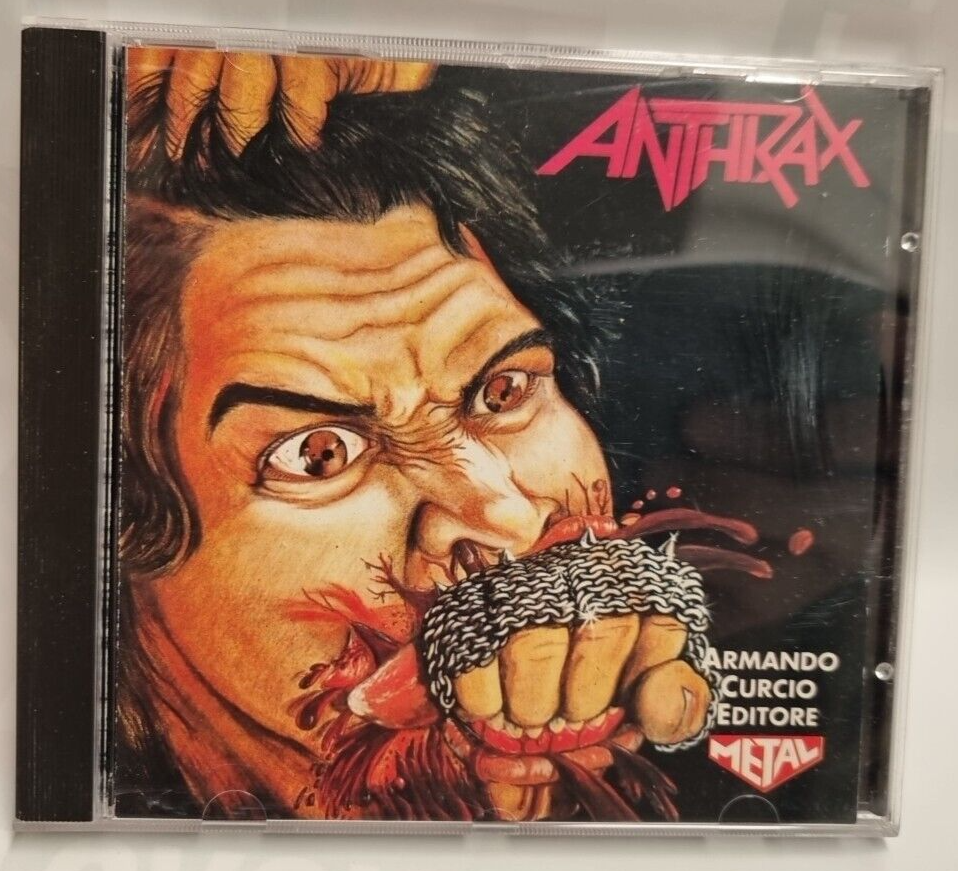 ANTHRAX
ARMANDO
CURCIO
EDITORE
METAL